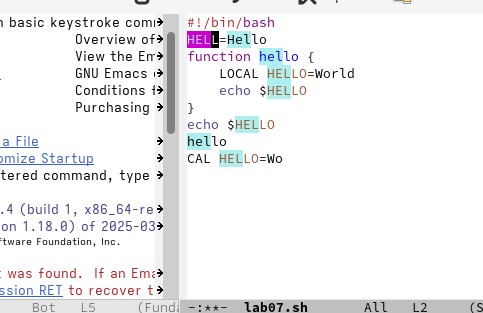 n basic keystroke com
Overview of
View the Em
GNU Emacs
Conditions f
Purchasing
a File
omize Startup
tered command, type
.4 (build 1, x86_64-re
on 1.18.0) of 2025-03
ftware Foundation, Inc.
t was found. If an Ema
ssion RET to recover t
Bot L5 (Funda
#!/bin/bash
HELL=Hello
function hello {
LOCAL HELLO=World
echo $HELLO
}
echo $HELLO
hello
CAL HELLO=Wo
-:**- lab07.sh All L2 (S